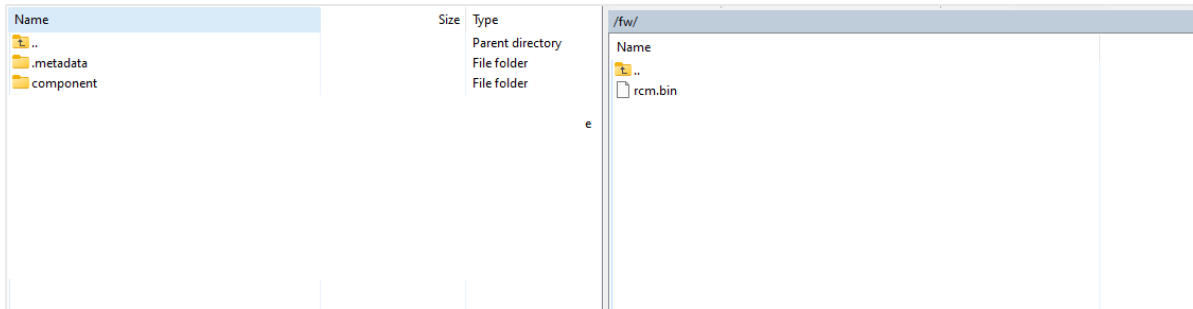 Name Size Type
.. Parent directory
.metadata File folder
component File folder
e
/fw/
Name
..
rcm.bin